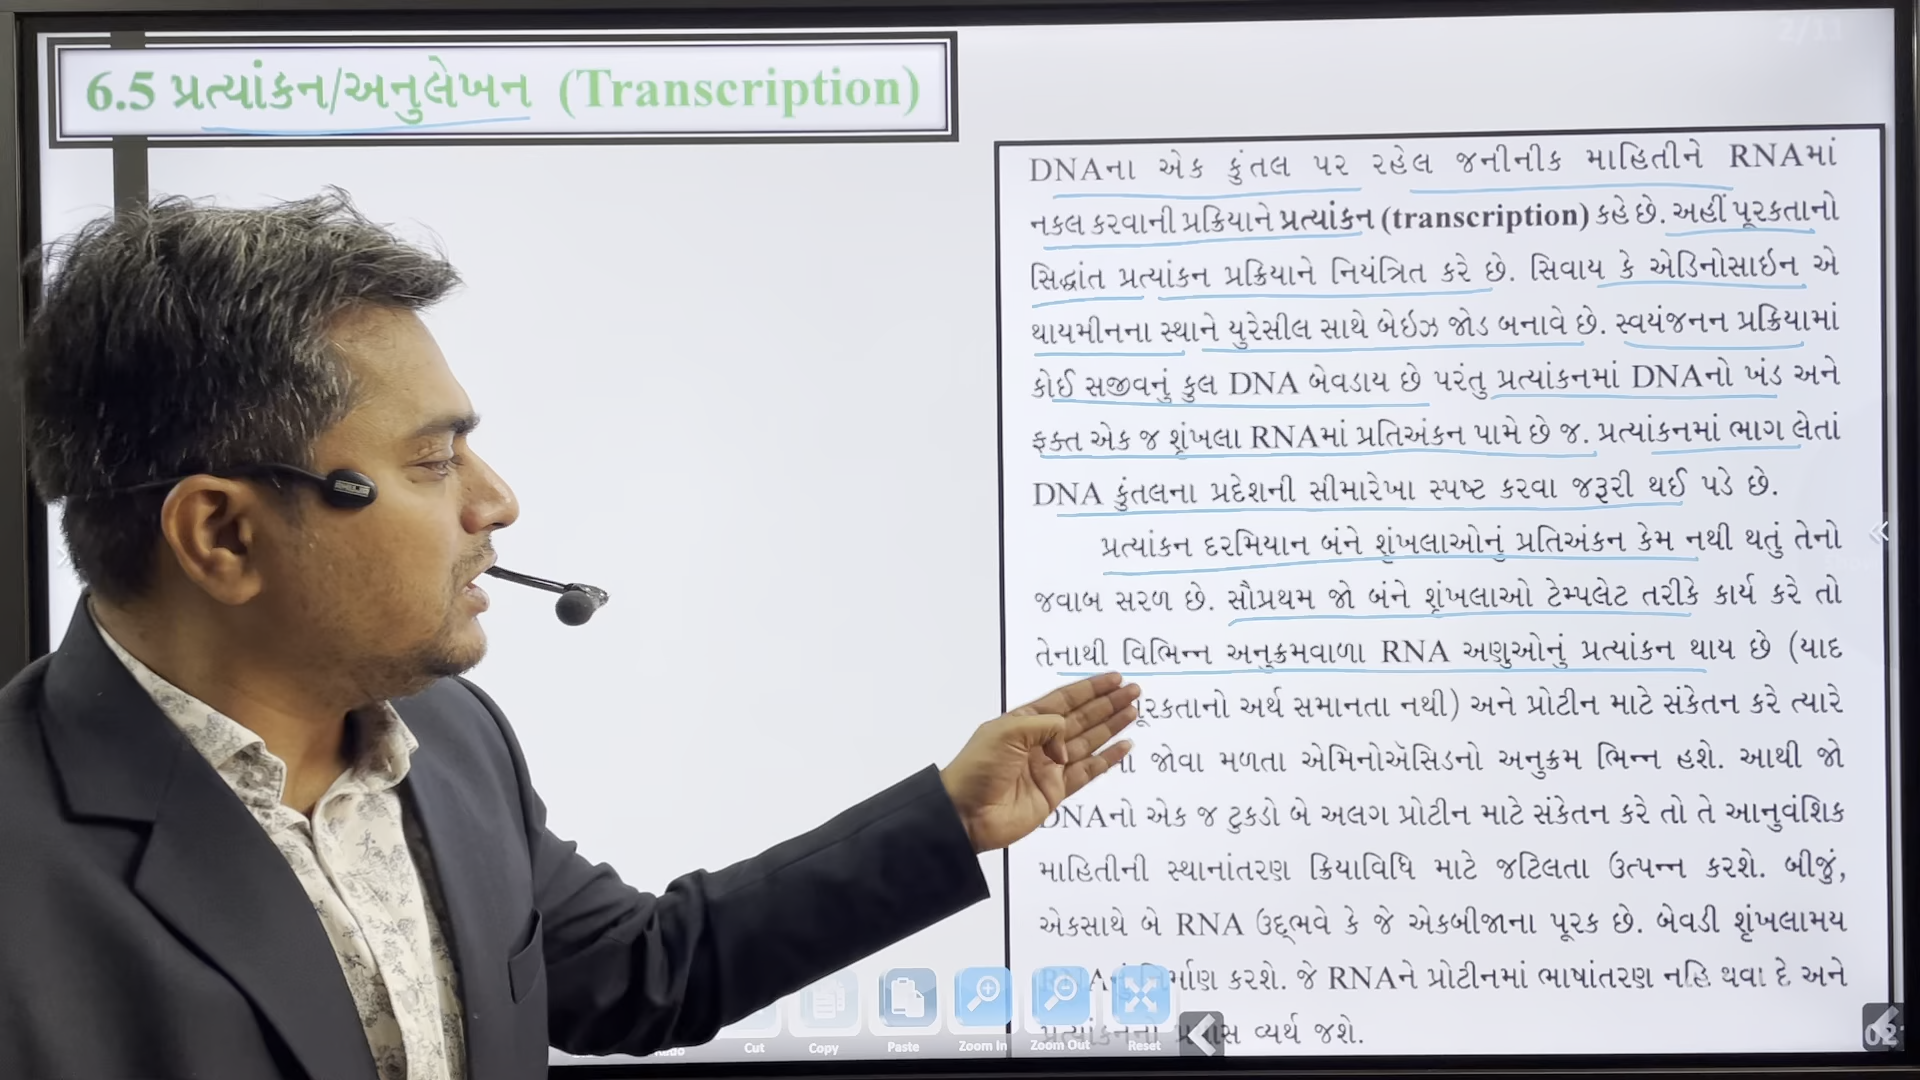 2/11
6.5 પ્રત્યાંકન/અનુલેખન (Transcription)
DNAના એક કુંતલ પર રહેલ જનીનીક માહિતીને RNAમાં
નકલ કરવાની પ્રક્રિયાને પ્રત્યાંકન (transcription) કહે છે. અહીં પૂરકતાનો
સિદ્ધાંત પ્રત્યાંકન પ્રક્રિયાને નિયંત્રિત કરે છે. સિવાય કે એડિનોસાઇન એ
થાયમીનના સ્થાને યુરેસીલ સાથે બેઇઝ જોડ બનાવે છે. સ્વયંજનન પ્રક્રિયામાં
કોઈ સજીવનું કુલ DNA બેવડાય છે પરંતુ પ્રત્યાંકનમાં DNAનો ખંડ અને
ફક્ત એક જ શૃંખલા RNAમાં પ્રતિઅંકન પામે છે જ. પ્રત્યાંકનમાં ભાગ લેતાં
DNA કુંતલના પ્રદેશની સીમારેખા સ્પષ્ટ કરવા જરૂરી થઈ પડે છે.
પ્રત્યાંકન દરમિયાન બંને શૃંખલાઓનું પ્રતિઅંકન કેમ નથી થતું તેનો
જવાબ સરળ છે. સૌપ્રથમ જો બંને શૃંખલાઓ ટેમ્પલેટ તરીકે કાર્ય કરે તો
તેનાથી વિભિન્ન અનુક્રમવાળા RNA અણુઓનું પ્રત્યાંકન થાય છે (યાદ
પૂરકતાનો અર્થ સમાનતા નથી) અને પ્રોટીન માટે સંકેતન કરે ત્યારે
જોવા મળતા એમિનોઍસિડનો અનુક્રમ ભિન્ન હશે. આથી જો
DNAનો એક જ ટુકડો બે અલગ પ્રોટીન માટે સંકેતન કરે તો તે આનુવંશિક
માહિતીની સ્થાનાંતરણ ક્રિયાવિધિ માટે જટિલતા ઉત્પન્ન કરશે. બીજું,
એકસાથે બે RNA ઉદ્ભવે કે જે એકબીજાના પૂરક છે. બેવડી શૃંખલામય
RNAનું નિર્માણ કરશે. જે RNAને પ્રોટીનમાં ભાષાંતરણ નહિ થવા દે અને
વ્યર્થ જશે.
Cut Copy Paste Zoom In Zoom Out Reset
02